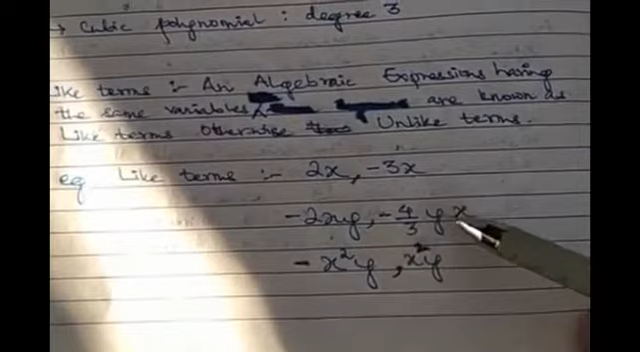 → Cubic polynomial : degree 3
ike terms :- An Algebraic Expressions having
the same variables are known as
Like terms otherwise Unlike terms.
eg Like terms :- 2x, -3x
-2xy, -4/3 yx
- x²y, x²y